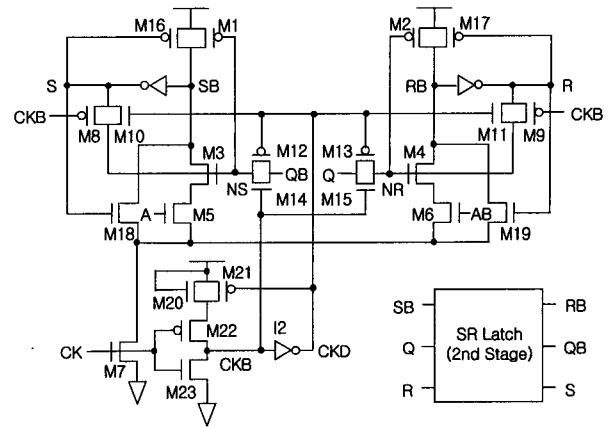 M16 M1 M2 M17
S SB RB R
CKB M8 M10 M12 M13 M11 M9 CKB
M3 NS QB Q NR M4
M14 M15
M18 A M5 M6 AB M19
M20 M21
M22 I2
CK M7 CKB CKD
M23
SB RB
SR Latch
Q QB
(2nd Stage)
R S